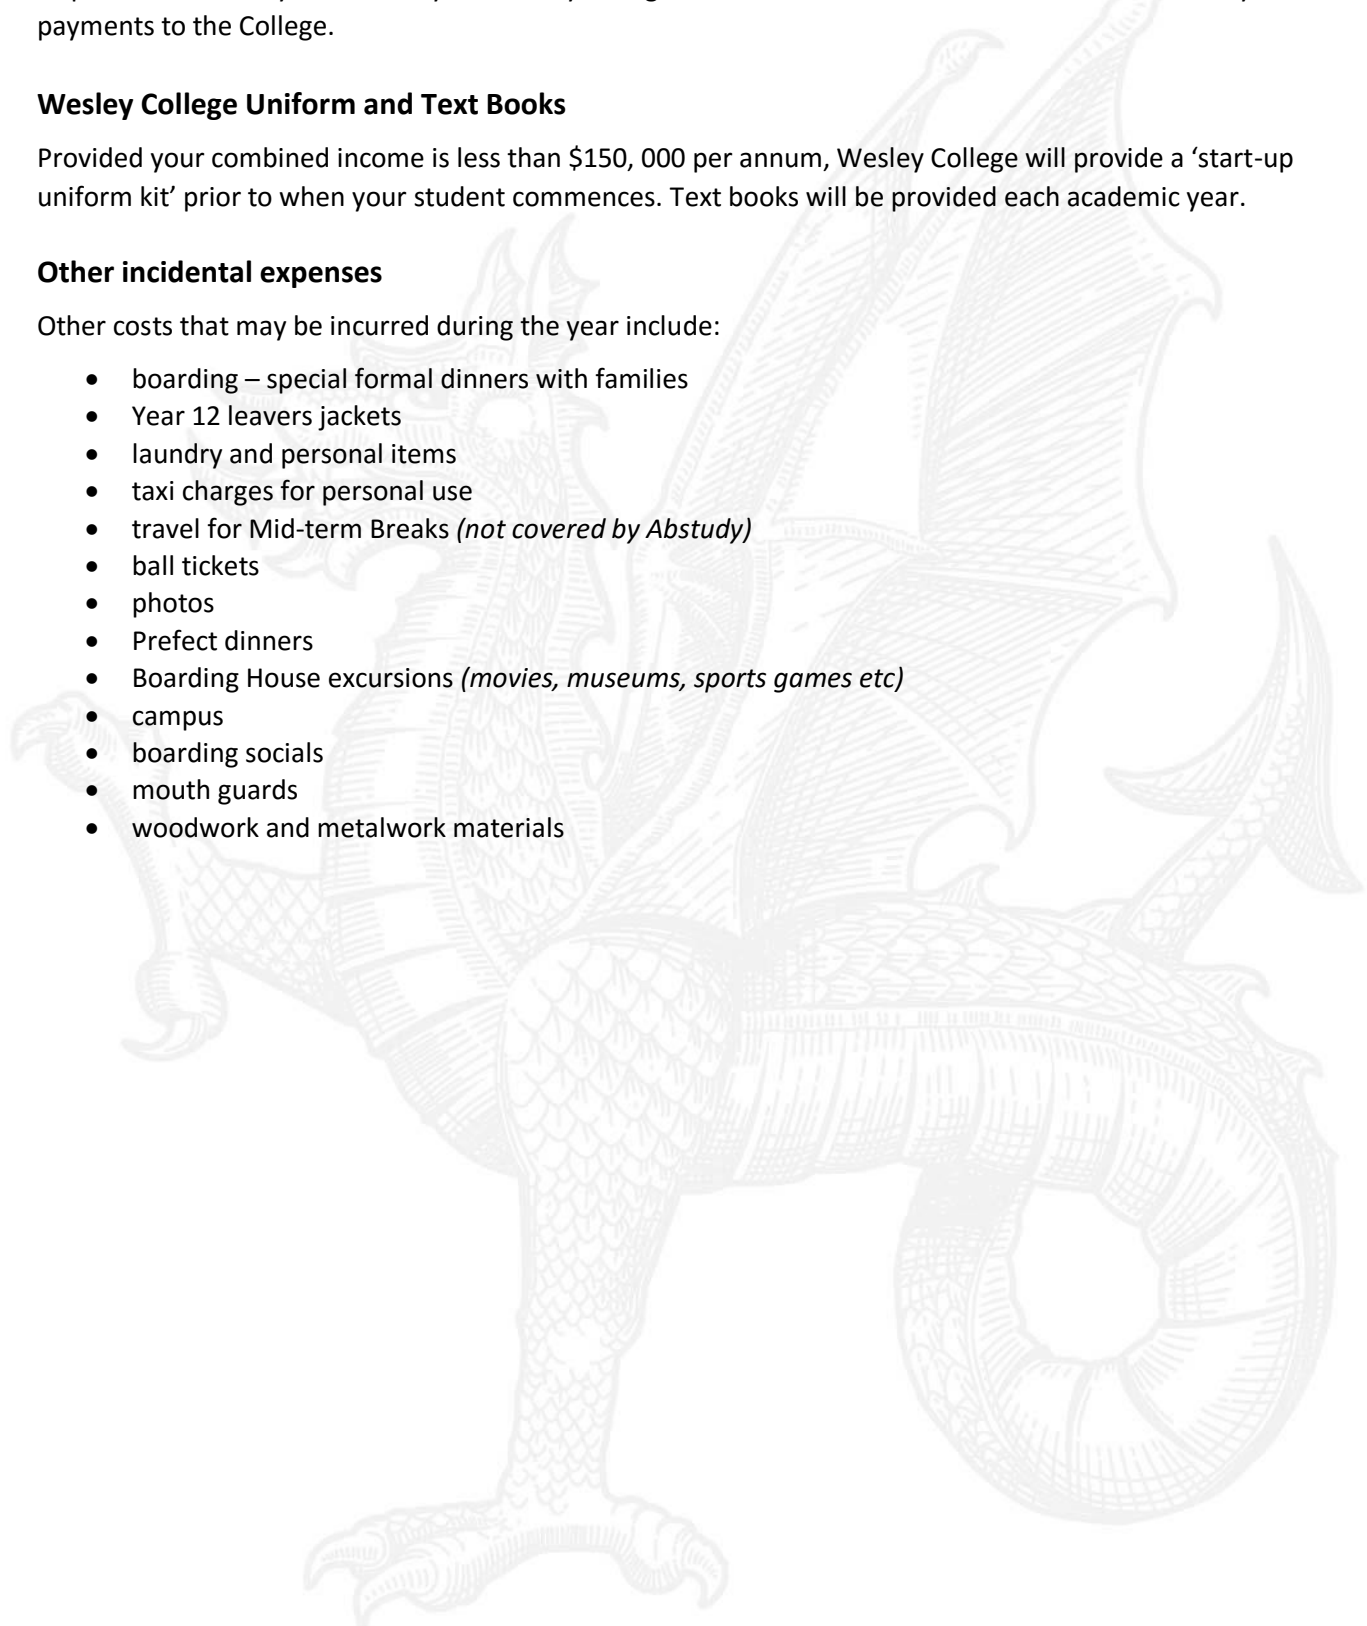 payments to the College.
Wesley College Uniform and Text Books
Provided your combined income is less than $150, 000 per annum, Wesley College will provide a ‘start-up
uniform kit’ prior to when your student commences. Text books will be provided each academic year.
Other incidental expenses
Other costs that may be incurred during the year include:
• boarding – special formal dinners with families
• Year 12 leavers jackets
• laundry and personal items
• taxi charges for personal use
• travel for Mid-term Breaks (not covered by Abstudy)
• ball tickets
• photos
• Prefect dinners
• Boarding House excursions (movies, museums, sports games etc)
• campus
• boarding socials
• mouth guards
• woodwork and metalwork materials